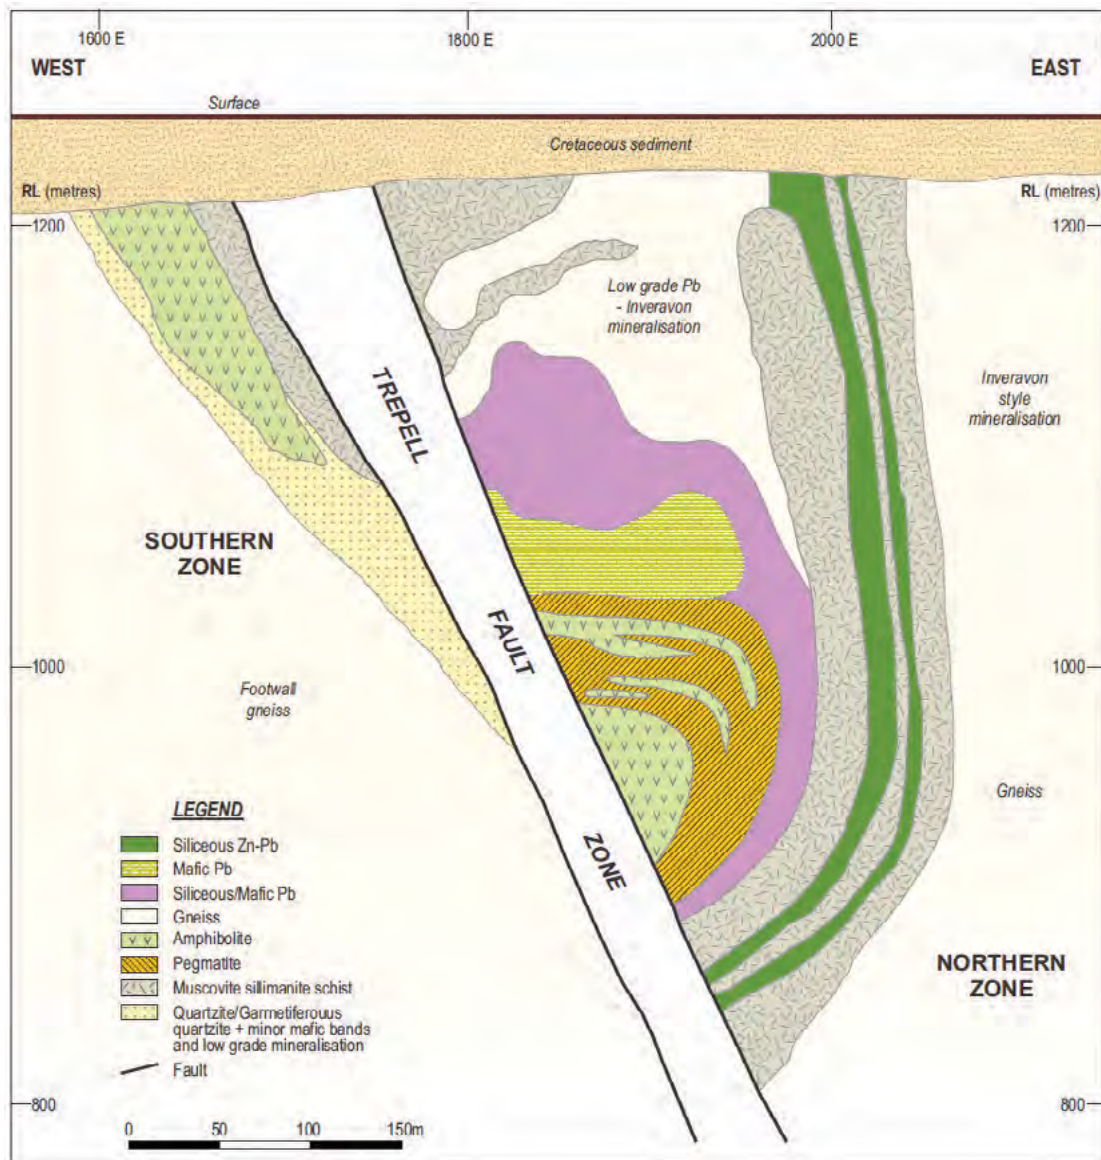 1600 E
1800 E
2000 E
WEST
EAST
Surface
Cretaceous sediment
RL (metres)
RL (metres)
1200
1200
Low grade Pb
- Inveravon
mineralisation
Inveravon
style
mineralisation
TREPELL
FAULT
ZONE
SOUTHERN
ZONE
1000
1000
Footwall
gneiss
Gneiss
LEGEND
Siliceous Zn-Pb
Mafic Pb
Siliceous/Mafic Pb
Gneiss
Amphibolite
Pegmatite
Muscovite sillimanite schist
Quartzite/Garnetiferouus
quartzite + minor mafic bands
and low grade mineralisation
Fault
NORTHERN
ZONE
800
800
0 50 100 150m